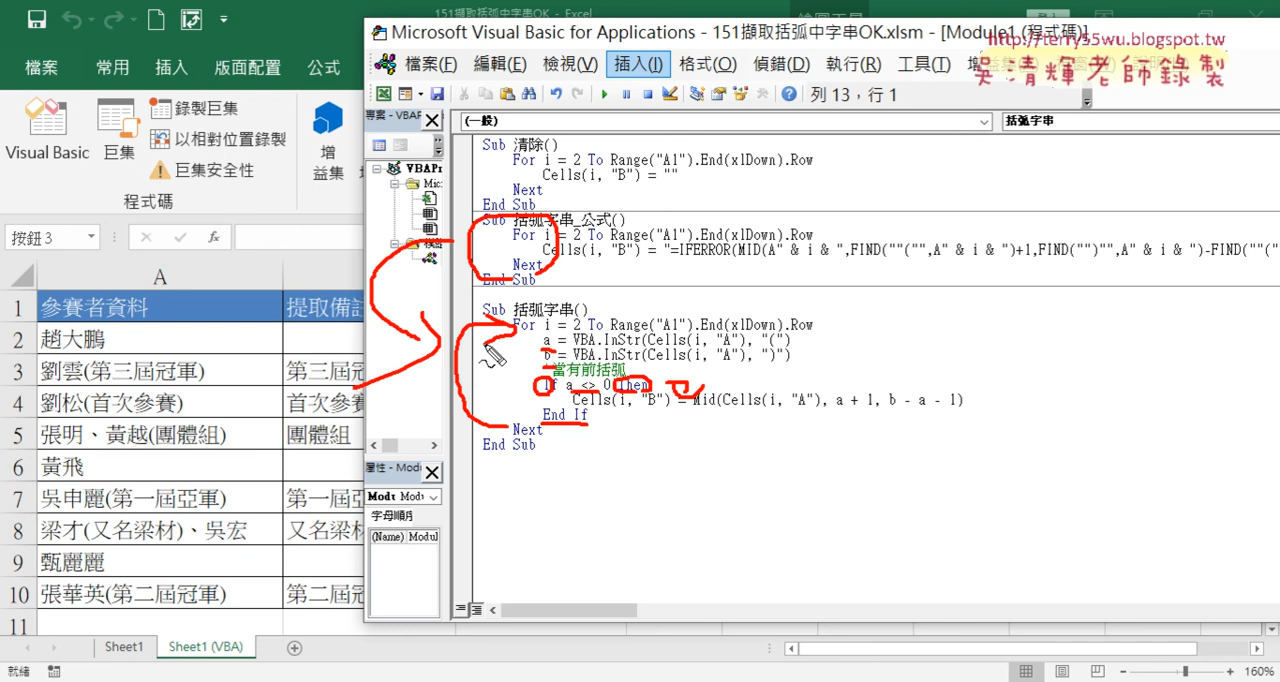 151擷取括弧中字串OK - Excel
檔案 常用 插入 版面配置 公式
Visual Basic
巨集
錄製巨集
以相對位置錄製
巨集安全性
增
益集
程式碼
按鈕 3
fx
A
1 參賽者資料 提取備註
2 趙大鵬
3 劉雲(第三屆冠軍) 第三屆冠
4 劉松(首次參賽) 首次參賽
5 張明、黃越(團體組) 團體組
6 黃飛
7 吳申麗(第一屆亞軍) 第一屆亞
8 梁才(又名梁材)、吳宏 又名梁材
9 甄麗麗
10 張華英(第二屆冠軍) 第二屆冠
11
Sheet1 Sheet1 (VBA)
就緒
160%
Microsoft Visual Basic for Applications - 151擷取括弧中字串OK.xlsm - [Module1 (程式碼)]
http://terry55wu.blogspot.tw
吳清輝老師錄製
檔案(F) 編輯(E) 檢視(V) 插入(I) 格式(O) 偵錯(D) 執行(R) 工具(T)
列 13，行 1
專案 - VBAP
VBAPr
Mic
屬性 - Modu
Modu Modu
字母順序
(Name) Modul
(一般) 括弧字串
Sub 清除()
For i = 2 To Range("A1").End(xlDown).Row
Cells(i, "B") = ""
Next
End Sub
Sub 括弧字串_公式()
For i = 2 To Range("A1").End(xlDown).Row
Cells(i, "B") = "=IFERROR(MID(A" & i & ",FIND(""("",A" & i & ")+1,FIND("")"",A" & i & ")-FIND(""("
Next
End Sub
Sub 括弧字串()
For i = 2 To Range("A1").End(xlDown).Row
a = VBA.InStr(Cells(i, "A"), "(")
b = VBA.InStr(Cells(i, "A"), ")")
'當有前括弧
If a <> 0 Then
Cells(i, "B") = Mid(Cells(i, "A"), a + 1, b - a - 1)
End If
Next
End Sub